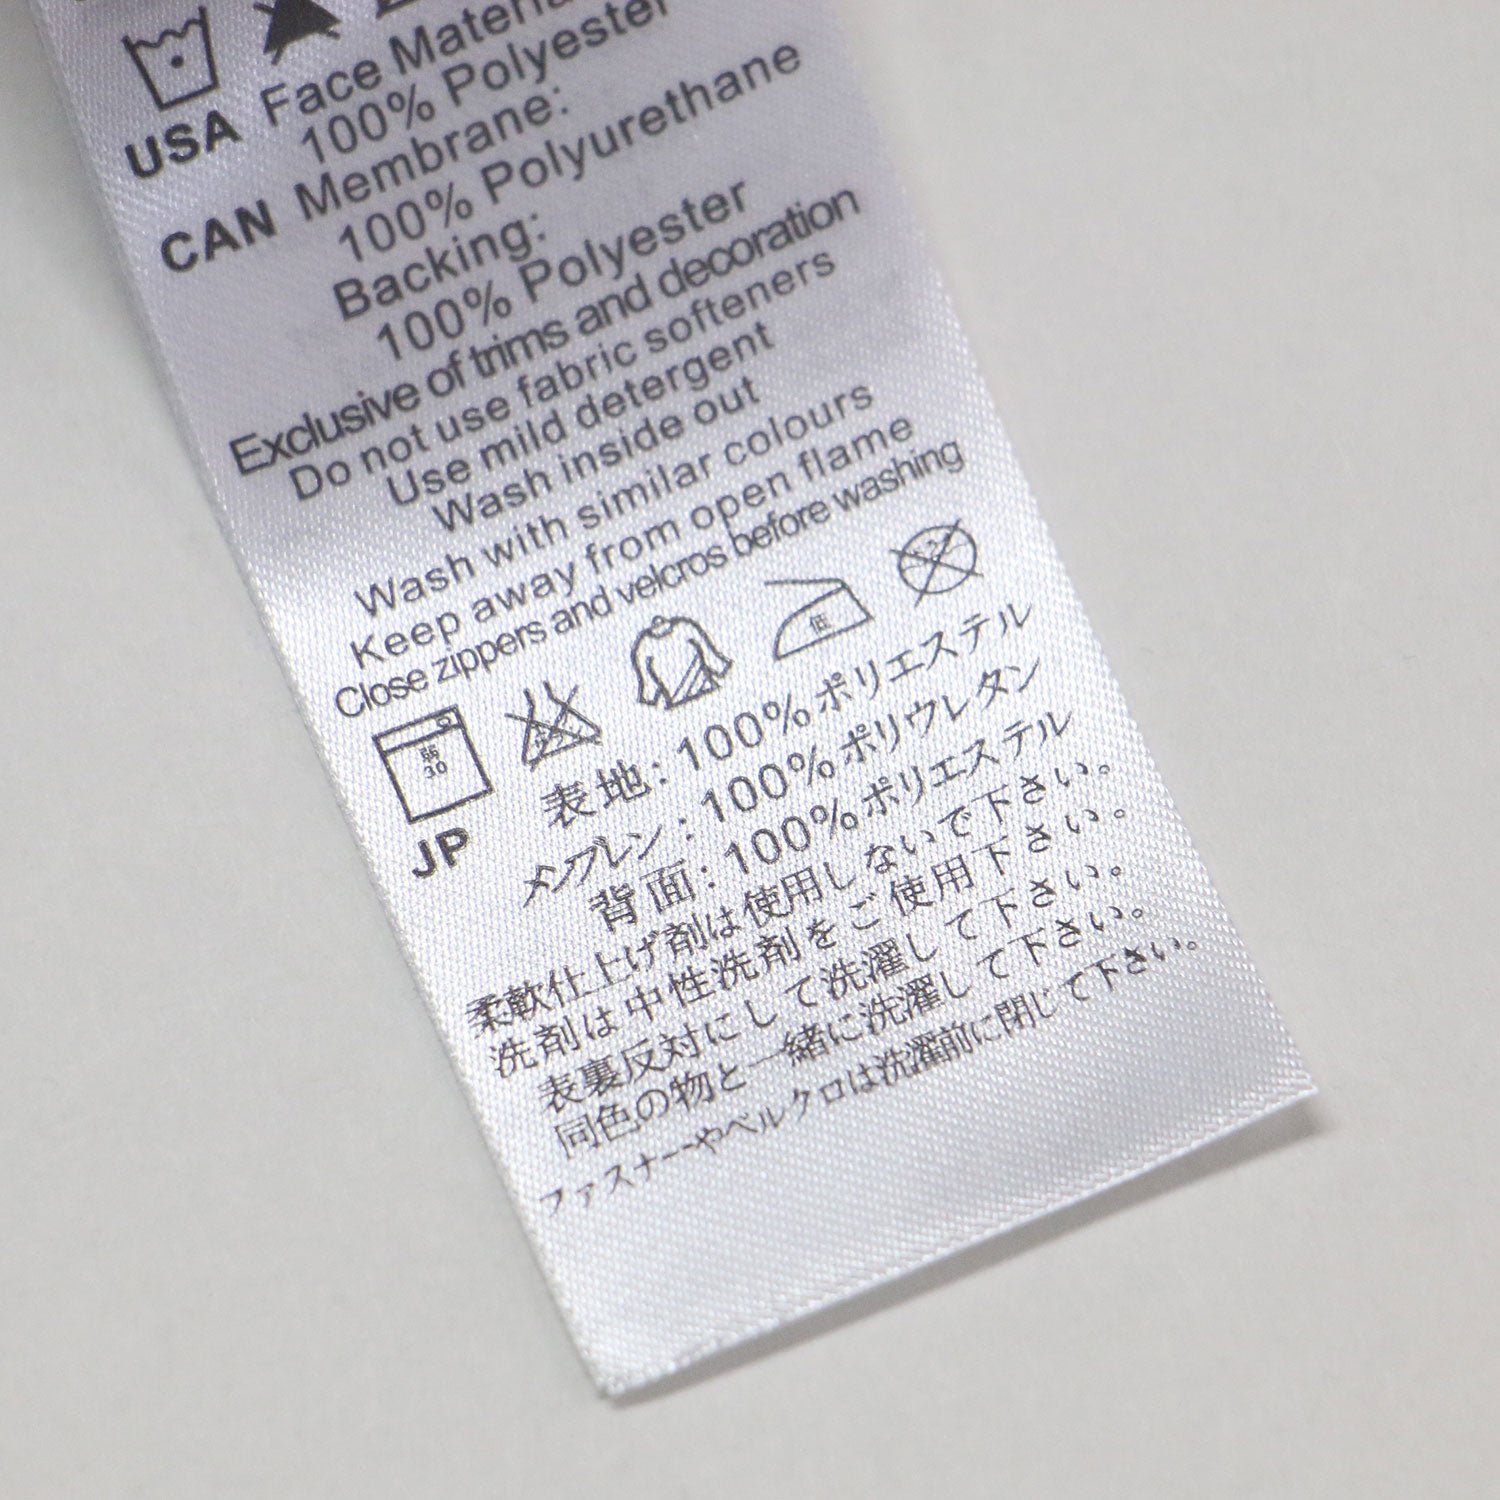 Face Material:
100% Polyester
USA Membrane:
CAN 100% Polyurethane
Backing:
100% Polyester
Exclusive of trims and decoration
Do not use fabric softeners
Use mild detergent
Wash inside out
Wash with similar colours
Keep away from open flame
Close zippers and velcros before washing
弱
30
低
JP
表地: 100%ポリエステル
メンブレン: 100%ポリウレタン
背面: 100%ポリエステル
柔軟仕上げ剤は使用しないで下さい。
洗剤は中性洗剤をご使用下さい。
表裏反対にして洗濯して下さい。
同色の物と一緒に洗濯して下さい。
ファスナーやベルクロは洗濯前に閉じて下さい。